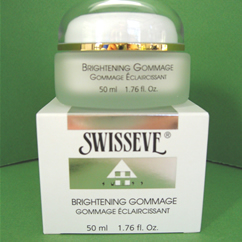 BRIGHTENING GOMMAGE
GOMMAGE ÉCLAIRCISSANT
50 ml 1.76 fl. Oz.
SWISSEVE®
BRIGHTENING GOMMAGE
GOMMAGE ÉCLAIRCISSANT
50 ml 1.76 fl. Oz.